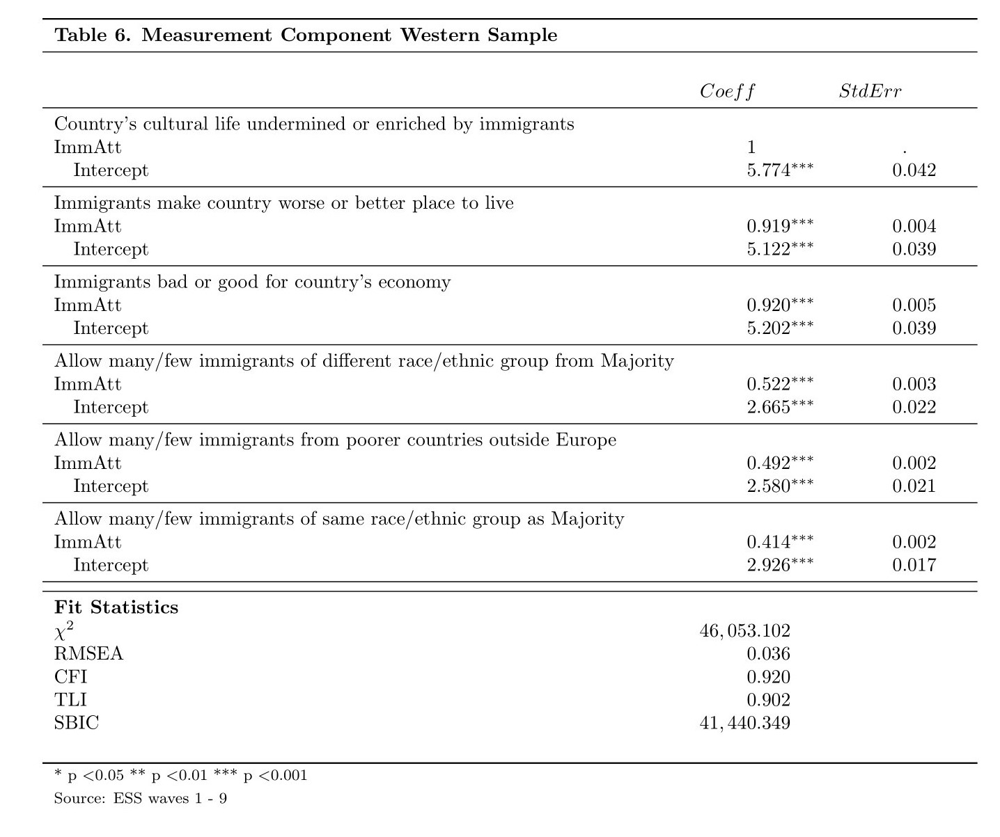 Table 6. Measurement Component Western Sample
Coeff StdErr
Country's cultural life undermined or enriched by immigrants
ImmAtt 1 .
Intercept 5.774*** 0.042
Immigrants make country worse or better place to live
ImmAtt 0.919*** 0.004
Intercept 5.122*** 0.039
Immigrants bad or good for country's economy
ImmAtt 0.920*** 0.005
Intercept 5.202*** 0.039
Allow many/few immigrants of different race/ethnic group from Majority
ImmAtt 0.522*** 0.003
Intercept 2.665*** 0.022
Allow many/few immigrants from poorer countries outside Europe
ImmAtt 0.492*** 0.002
Intercept 2.580*** 0.021
Allow many/few immigrants of same race/ethnic group as Majority
ImmAtt 0.414*** 0.002
Intercept 2.926*** 0.017
Fit Statistics
χ² 46,053.102
RMSEA 0.036
CFI 0.920
TLI 0.902
SBIC 41,440.349
* p <0.05 ** p <0.01 *** p <0.001
Source: ESS waves 1 - 9